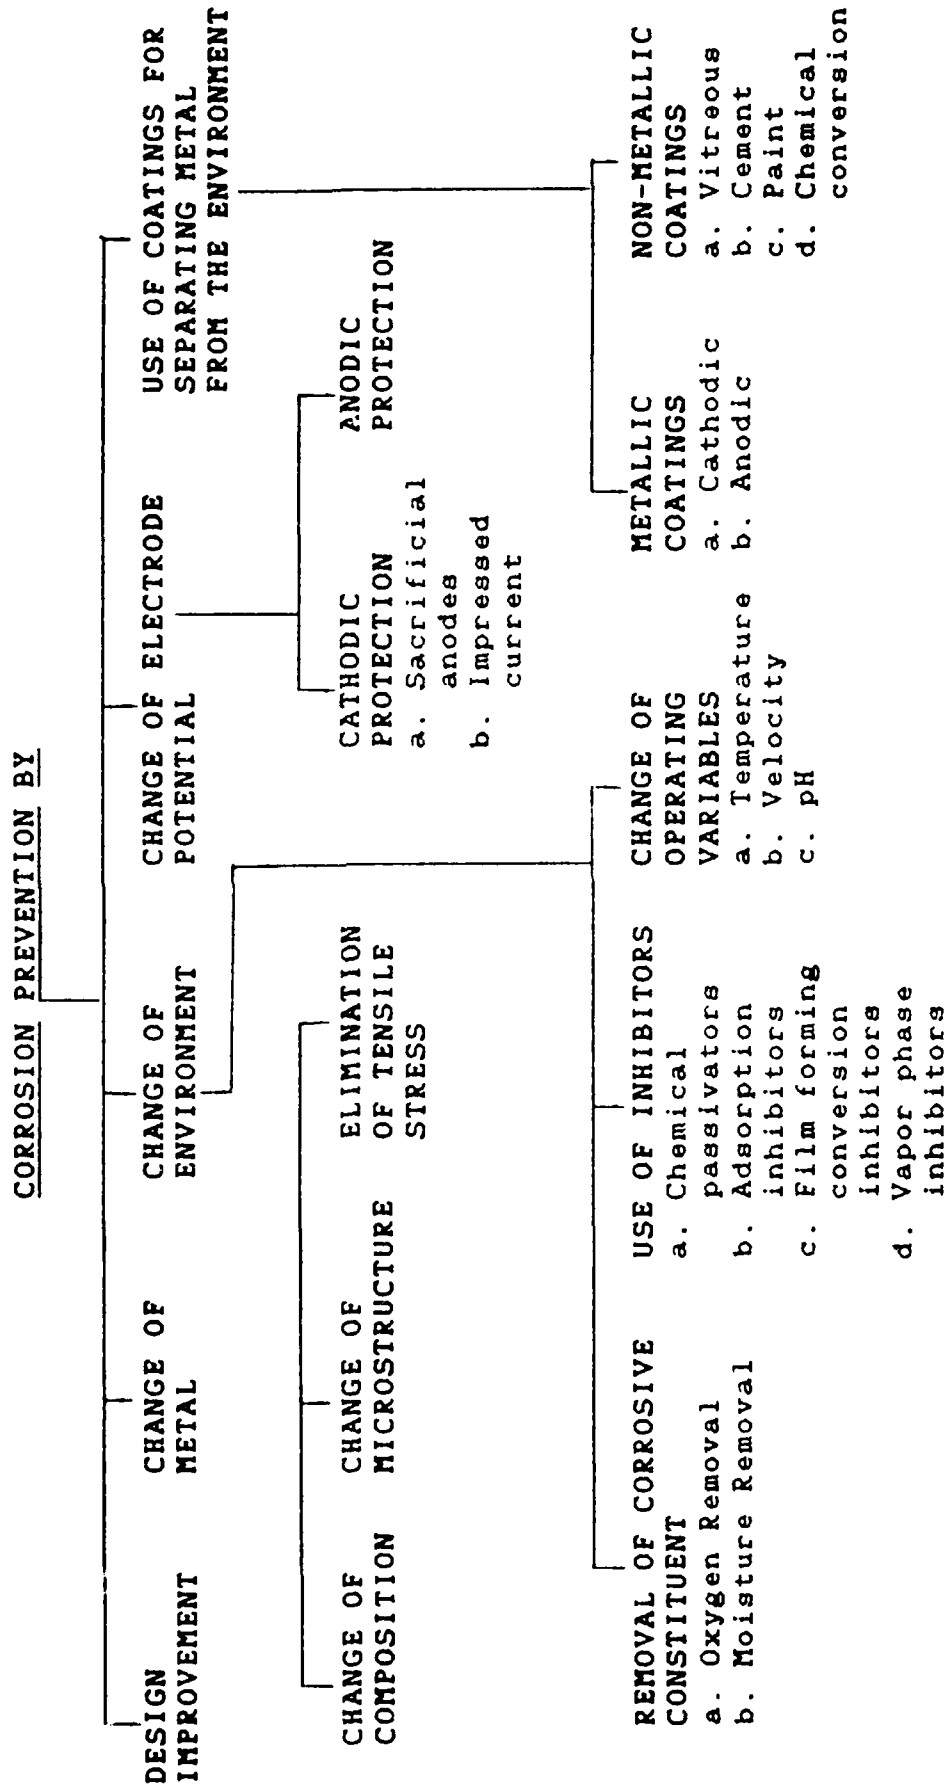 CORROSION PREVENTION BY
DESIGN
IMPROVEMENT
CHANGE OF
METAL
CHANGE OF
ENVIRONMENT
CHANGE OF ELECTRODE
POTENTIAL
USE OF COATINGS FOR
SEPARATING METAL
FROM THE ENVIRONMENT
CHANGE OF
COMPOSITION
CHANGE OF
MICROSTRUCTURE
ELIMINATION
OF TENSILE
STRESS
CATHODIC
PROTECTION
a. Sacrificial
anodes
b. Impressed
current
ANODIC
PROTECTION
REMOVAL OF CORROSIVE
CONSTITUENT
a. Oxygen Removal
b. Moisture Removal
USE OF INHIBITORS
a. Chemical
passivators
b. Adsorption
inhibitors
c. Film forming
conversion
inhibitors
d. Vapor phase
inhibitors
CHANGE OF
OPERATING
VARIABLES
a. Temperature
b. Velocity
c. pH
METALLIC
COATINGS
a. Cathodic
b. Anodic
NON-METALLIC
COATINGS
a. Vitreous
b. Cement
c. Paint
d. Chemical
conversion